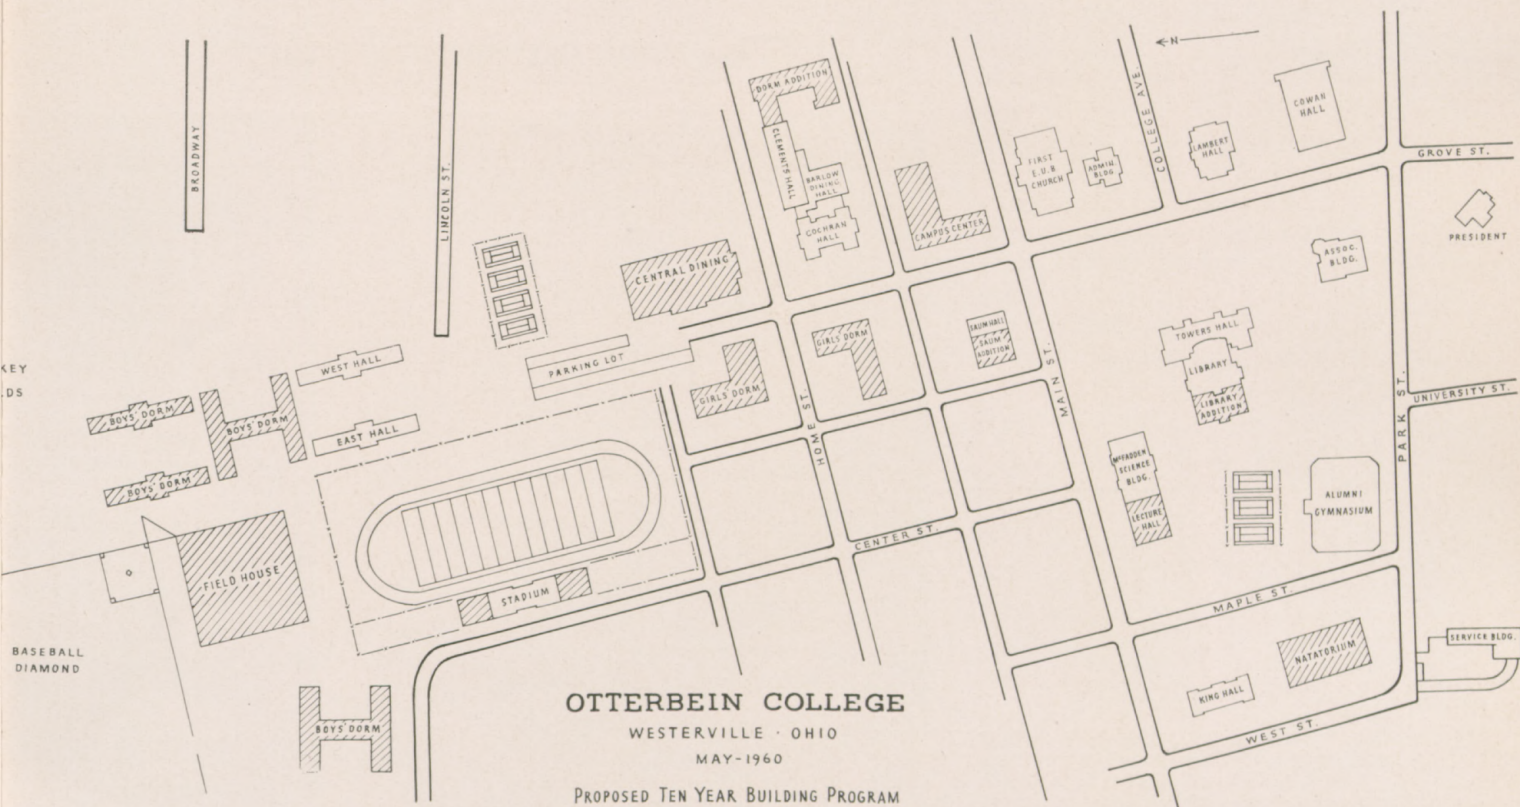 BROADWAY
LINCOLN ST.
DORM ADDITION
CLEMENTS HALL
BARLOW
DINING
HALL
COCHRAN
HALL
CAMPUS CENTER
FIRST
E.U.B
CHURCH
ADMIN.
BLDG
COLLEGE AVE.
N
LAMBERT
HALL
COWAN
HALL
GROVE ST.
PRESIDENT
ASSOC.
BLDG.
CENTRAL DINING
PARKING LOT
WEST HALL
EAST HALL
KEY
DS
BOYS' DORM
BOYS' DORM
BOYS' DORM
GIRLS DORM
GIRLS DORM
HOME ST.
SAUM HALL
SAUM
ADDITION
MAIN ST.
TOWERS HALL
LIBRARY
LIBRARY
ADDITION
PARK ST.
UNIVERSITY ST.
MCFADDEN
SCIENCE
BLDG.
LECTURE
HALL
ALUMNI
GYMNASIUM
CENTER ST.
FIELD HOUSE
STADIUM
MAPLE ST.
BASEBALL
DIAMOND
BOYS' DORM
NATATORIUM
KING HALL
SERVICE BLDG.
WEST ST.
OTTERBEIN COLLEGE
WESTERVILLE · OHIO
MAY-1960
PROPOSED TEN YEAR BUILDING PROGRAM